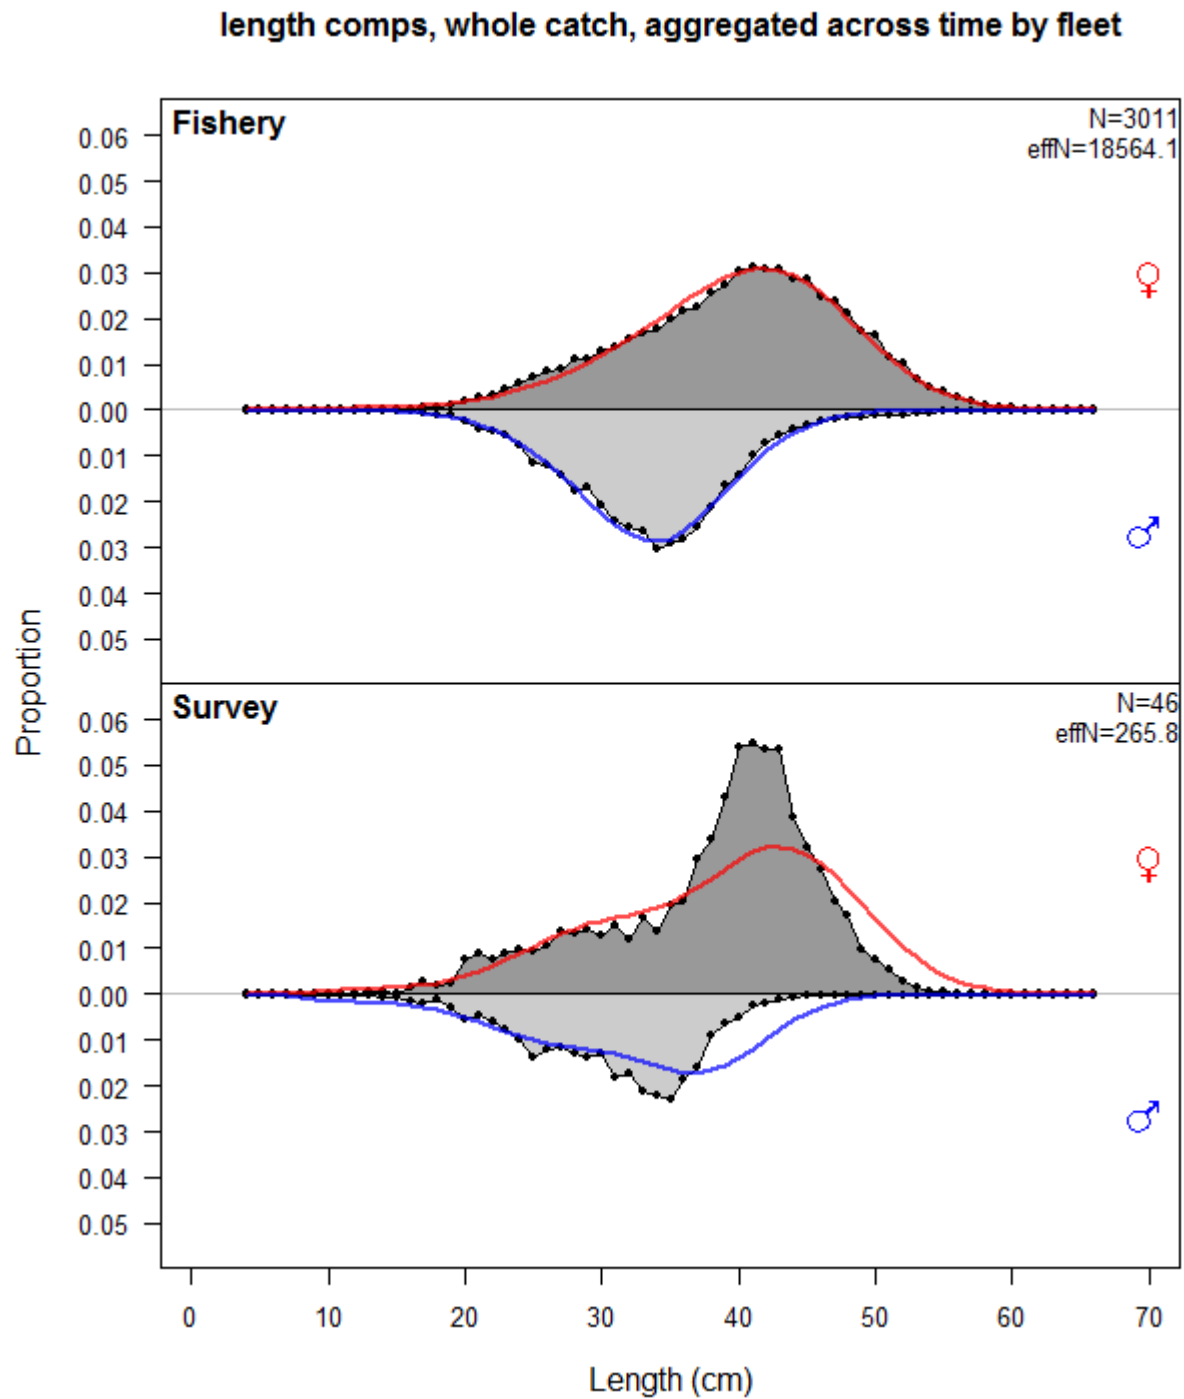 length comps, whole catch, aggregated across time by fleet
Fishery
N=3011
effN=18564.1
0.06
0.05
0.04
0.03
0.02
0.01
0.00
0.01
0.02
0.03
0.04
0.05
♀
♂
Proportion
Survey
N=46
effN=265.8
0.06
0.05
0.04
0.03
0.02
0.01
0.00
0.01
0.02
0.03
0.04
0.05
♀
♂
0 10 20 30 40 50 60 70
Length (cm)